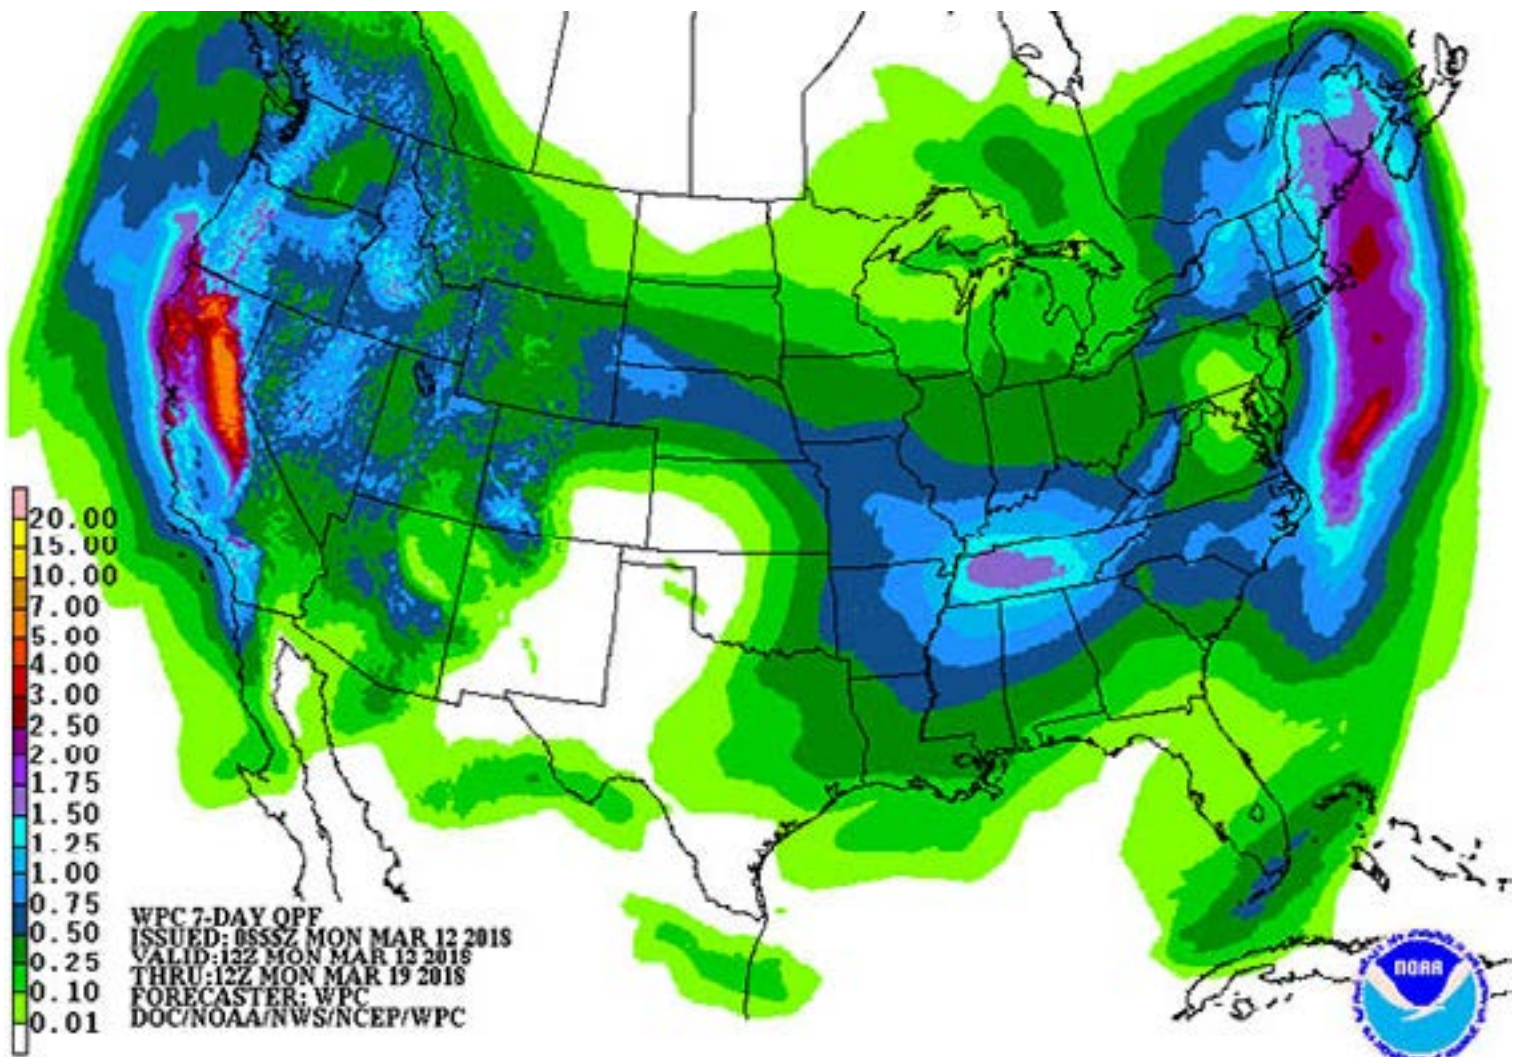 20.00
15.00
10.00
7.00
5.00
4.00
3.00
2.50
2.00
1.75
1.50
1.25
1.00
0.75
0.50
0.25
0.10
0.01
WPC 7-DAY QPF
ISSUED: 0855Z MON MAR 12 2018
VALID:12Z MON MAR 12 2018
THRU:12Z MON MAR 19 2018
FORECASTER: WPC
DOC/NOAA/NWS/NCEP/WPC
NOAA